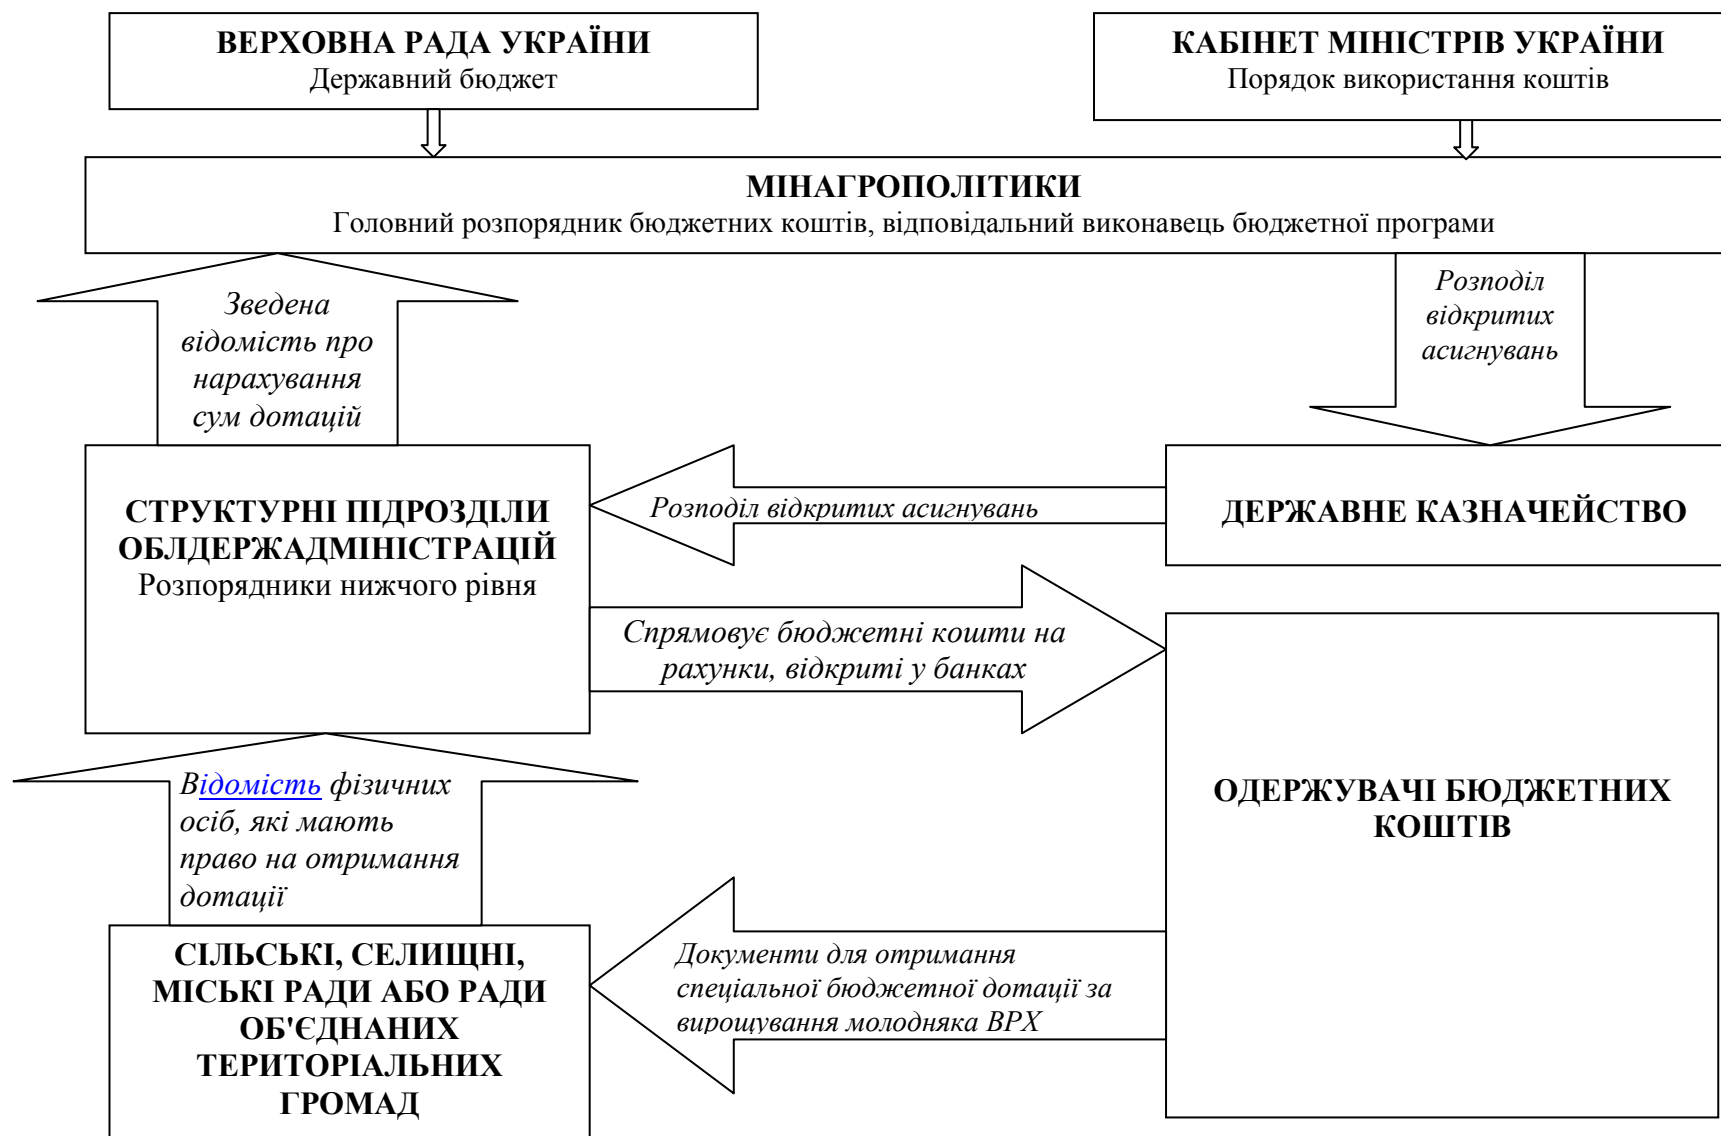 ВЕРХОВНА РАДА УКРАЇНИ
Державний бюджет
КАБІНЕТ МІНІСТРІВ УКРАЇНИ
Порядок використання коштів
МІНАГРОПОЛІТИКИ
Головний розпорядник бюджетних коштів, відповідальний виконавець бюджетної програми
Зведена
відомість про
нарахування
сум дотацій
Розподіл
відкритих
асигнувань
СТРУКТУРНІ ПІДРОЗДІЛИ
ОБЛДЕРЖАДМІНІСТРАЦІЙ
Розпорядники нижчого рівня
Розподіл відкритих асигнувань
ДЕРЖАВНЕ КАЗНАЧЕЙСТВО
Спрямовує бюджетні кошти на
рахунки, відкриті у банках
Відомість фізичних
осіб, які мають
право на отримання
дотації
ОДЕРЖУВАЧІ БЮДЖЕТНИХ
КОШТІВ
СІЛЬСЬКІ, СЕЛИЩНІ,
МІСЬКІ РАДИ АБО РАДИ
ОБ'ЄДНАНИХ
ТЕРИТОРІАЛЬНИХ
ГРОМАД
Документи для отримання
спеціальної бюджетної дотації за
вирощування молодняка ВРХ